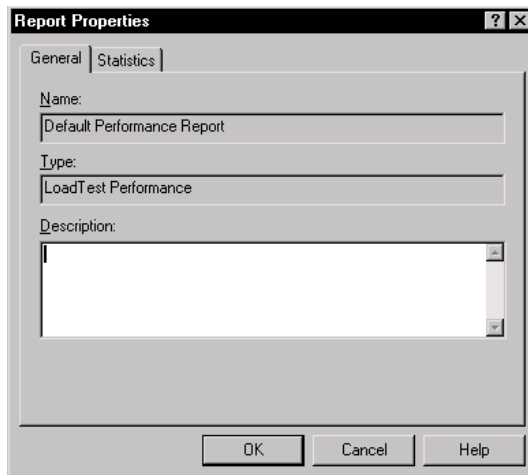 Report Properties
General
Statistics
Name:
Default Performance Report
Type:
LoadTest Performance
Description:
OK
Cancel
Help